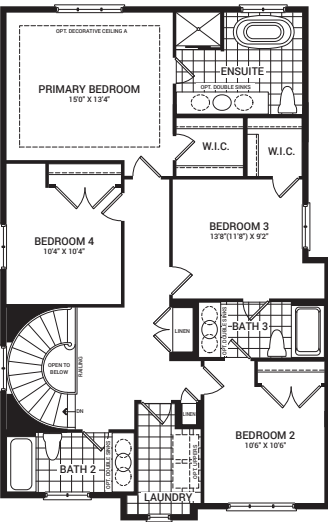 OPT. DECORATIVE CEILING A
PRIMARY BEDROOM
15'0" X 13'4"
ENSUITE
OPT. DOUBLE SINKS
W.I.C.
W.I.C.
BEDROOM 3
13'8"(11'8") X 9'2"
BEDROOM 4
10'4" X 10'4"
LINEN
OPT. DOUBLE SINKS
BATH 3
OPEN TO
BELOW
RAILING
DN
LINEN
BEDROOM 2
10'6" X 10'6"
BATH 2
OPT. DOUBLE SINKS
OPT. UPPERS
LAUNDRY